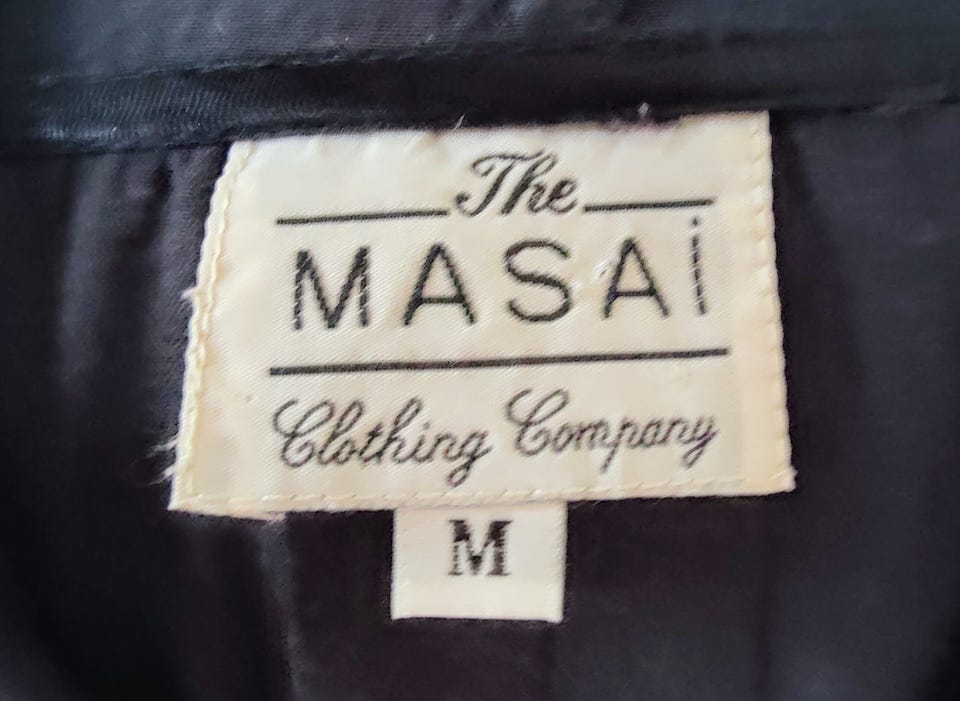 The
MASAi
Clothing Company
M